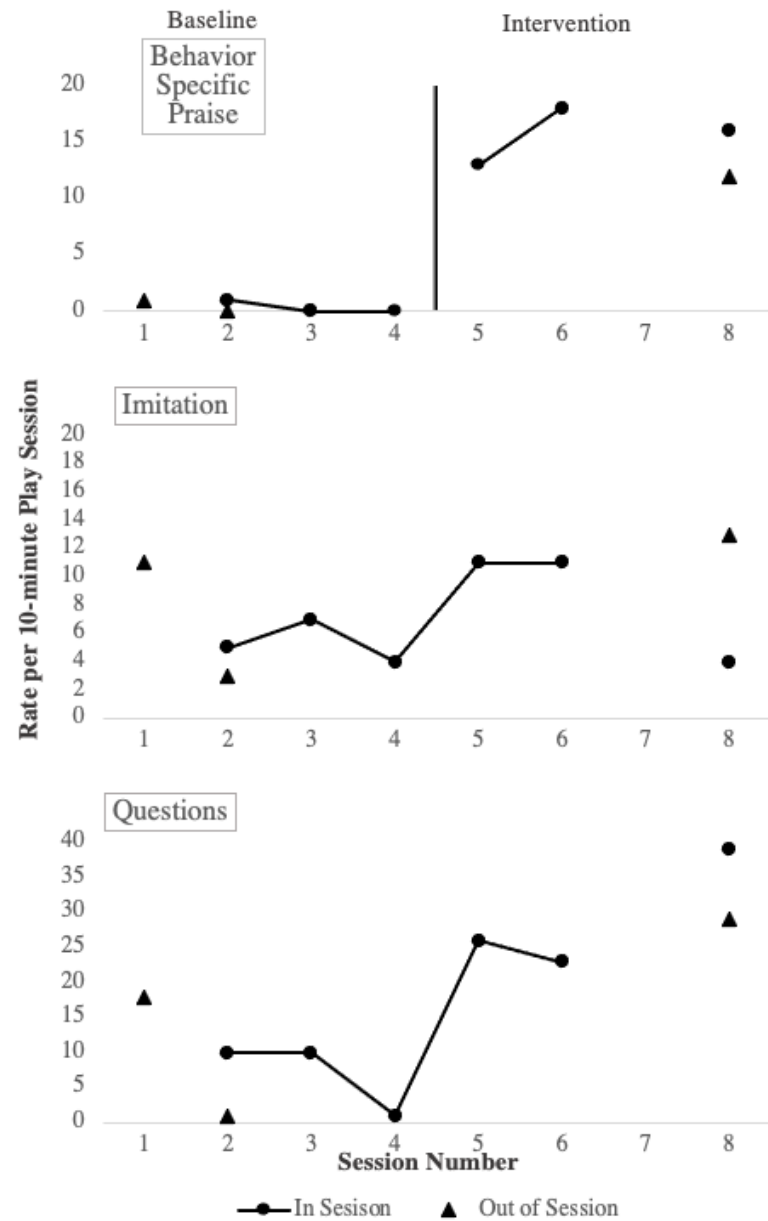 Baseline
Intervention
Behavior
Specific
Praise
20
15
10
5
0
1 2 3 4 5 6 7 8
Rate per 10-minute Play Session
Imitation
20
18
16
14
12
10
8
6
4
2
0
1 2 3 4 5 6 7 8
Questions
40
35
30
25
20
15
10
5
0
1 2 3 4 5 6 7 8
Session Number
In Sesison
Out of Session